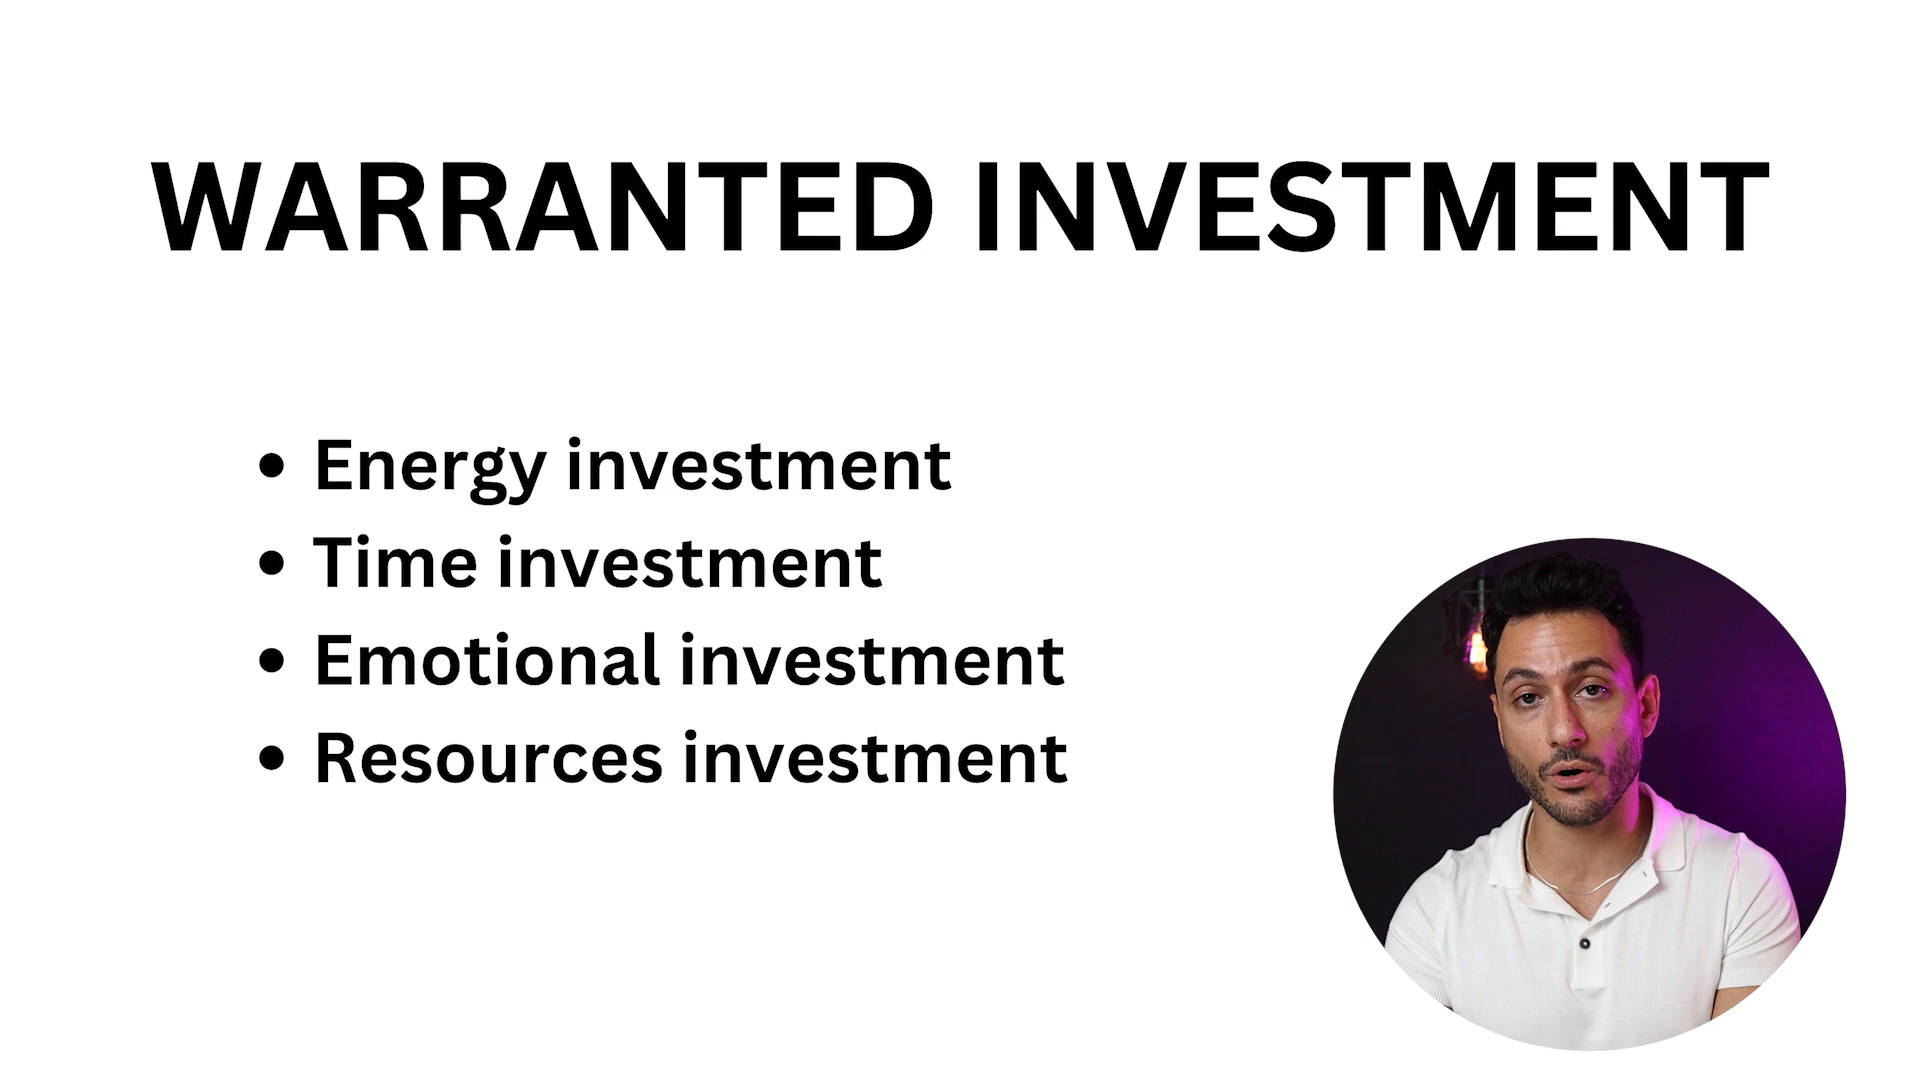 WARRANTED INVESTMENT
• Energy investment
• Time investment
• Emotional investment
• Resources investment